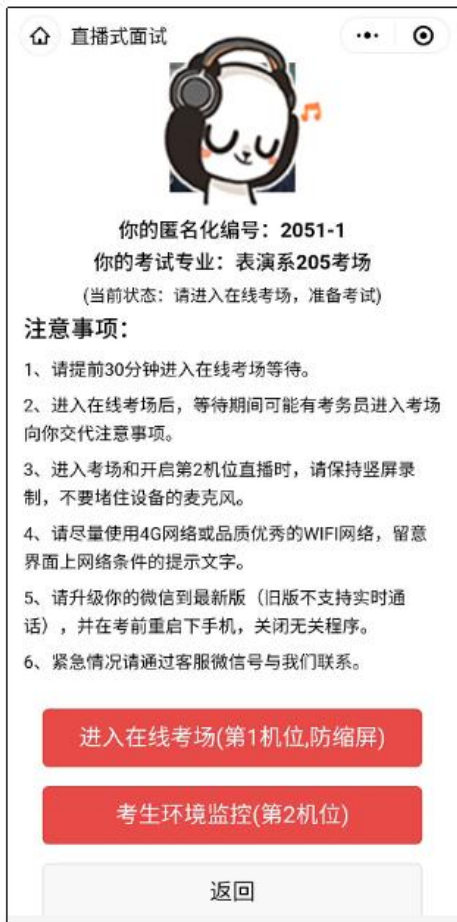 直播式面试
你的匿名化编号：2051-1
你的考试专业：表演系205考场
(当前状态：请进入在线考场，准备考试)
注意事项：
1、请提前30分钟进入在线考场等待。
2、进入在线考场后，等待期间可能有考务员进入考场
向你交代注意事项。
3、进入考场和开启第2机位直播时，请保持竖屏录
制，不要堵住设备的麦克风。
4、请尽量使用4G网络或品质优秀的WIFI网络，留意
界面上网络条件的提示文字。
5、请升级你的微信到最新版（旧版不支持实时通
话），并在考前重启下手机，关闭无关程序。
6、紧急情况请通过客服微信号与我们联系。
进入在线考场(第1机位,防缩屏)
考生环境监控(第2机位)
返回